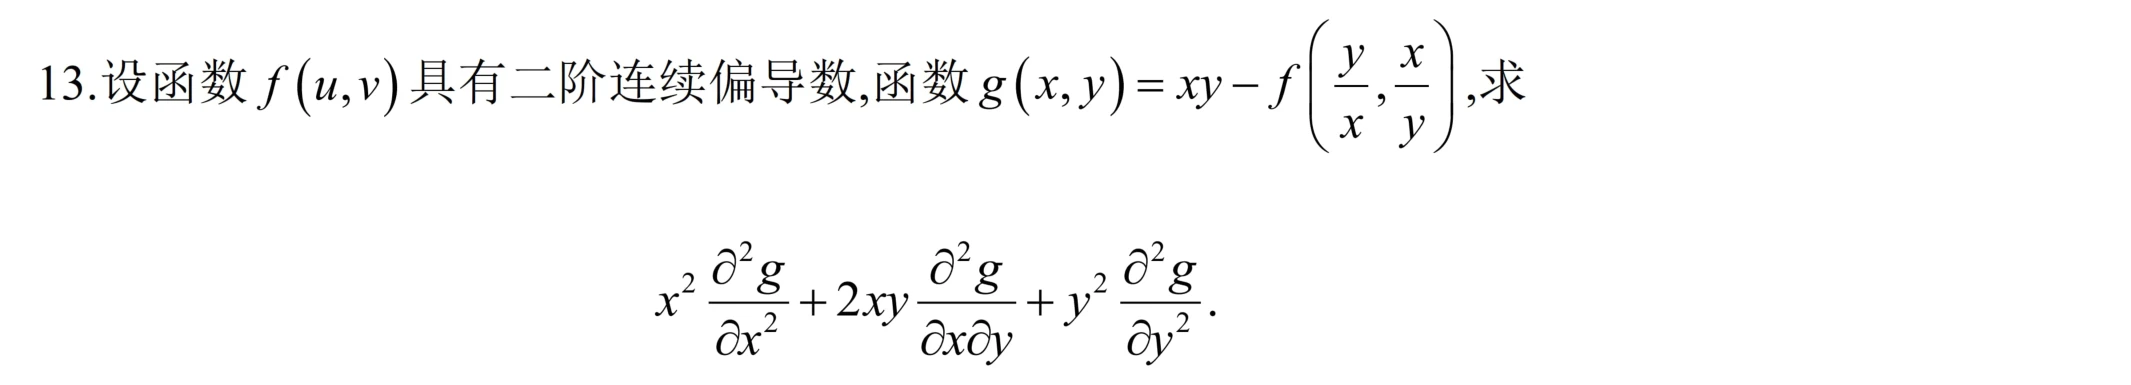 13.设函数 f(u,v) 具有二阶连续偏导数,函数 g(x,y)=xy−f(y/x,x/y),求
x²∂²g/∂x²+2xy∂²g/∂x∂y+y²∂²g/∂y².